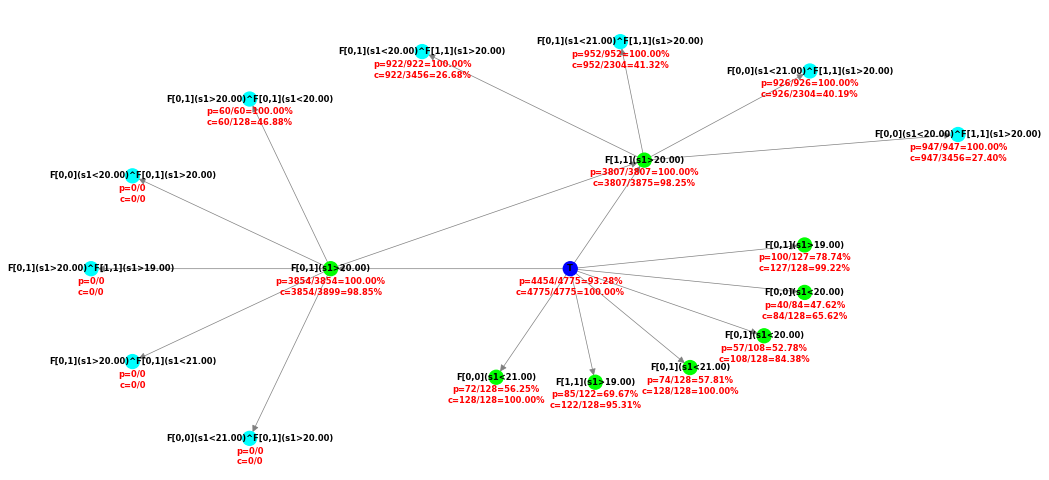 F[0,1](s1<21.00)^F[1,1](s1>20.00)
p=952/952=100.00%
c=952/2304=41.32%
F[0,1](s1<20.00)^F[1,1](s1>20.00)
p=922/922=100.00%
c=922/3456=26.68%
F[0,0](s1<21.00)^F[1,1](s1>20.00)
p=926/926=100.00%
c=926/2304=40.19%
F[0,1](s1>20.00)^F[0,1](s1<20.00)
p=60/60=100.00%
c=60/128=46.88%
F[0,0](s1<20.00)^F[1,1](s1>20.00)
p=947/947=100.00%
c=947/3456=27.40%
F[1,1](s1>20.00)
p=3807/3807=100.00%
c=3807/3875=98.25%
F[0,0](s1<20.00)^F[0,1](s1>20.00)
p=0/0
c=0/0
F[0,1](s1>19.00)
p=100/127=78.74%
c=127/128=99.22%
F[0,1](s1>20.00)^F[1,1](s1>19.00)
p=0/0
c=0/0
F[0,1](s1>20.00)
p=3854/3854=100.00%
c=3854/3899=98.85%
T
p=4454/4775=93.28%
c=4775/4775=100.00%
F[0,0](s1<20.00)
p=40/84=47.62%
c=84/128=65.62%
F[0,1](s1<20.00)
p=57/108=52.78%
c=108/128=84.38%
F[0,1](s1>20.00)^F[0,1](s1<21.00)
p=0/0
c=0/0
F[0,1](s1<21.00)
p=74/128=57.81%
c=128/128=100.00%
F[0,0](s1<21.00)
p=72/128=56.25%
c=128/128=100.00%
F[1,1](s1>19.00)
p=85/122=69.67%
c=122/128=95.31%
F[0,0](s1<21.00)^F[0,1](s1>20.00)
p=0/0
c=0/0